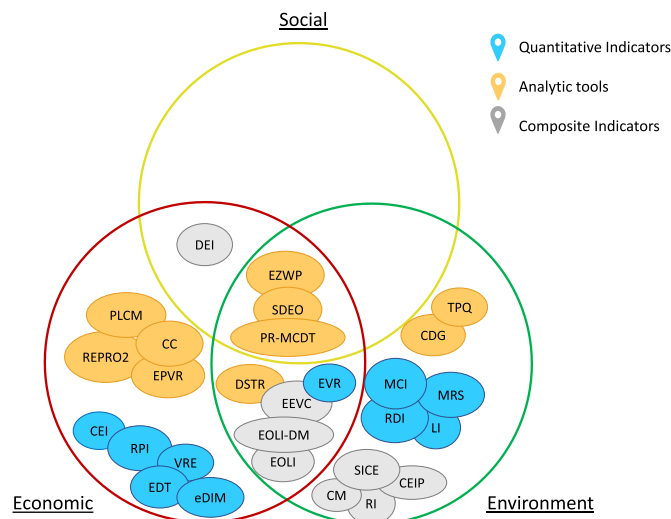 Social
Quantitative Indicators
Analytic tools
Composite Indicators
DEI
EZWP
SDEO
PR-MCDT
PLCM
CC
REPRO2
EPVR
TPQ
CDG
DSTR
EVR
EEVC
EOLI-DM
EOLI
MCI
MRS
RDI
LI
CEI
RPI
VRE
EDT
eDIM
SICE
CEIP
CM
RI
Economic
Environment